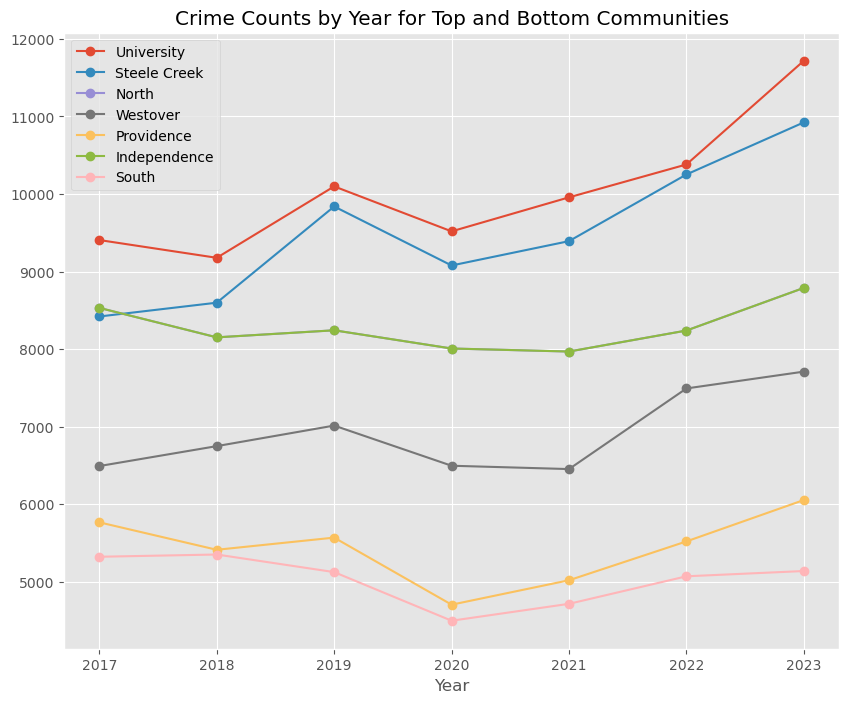 Crime Counts by Year for Top and Bottom Communities
12000
11000
10000
9000
8000
7000
6000
5000
University
Steele Creek
North
Westover
Providence
Independence
South
2017 2018 2019 2020 2021 2022 2023
Year